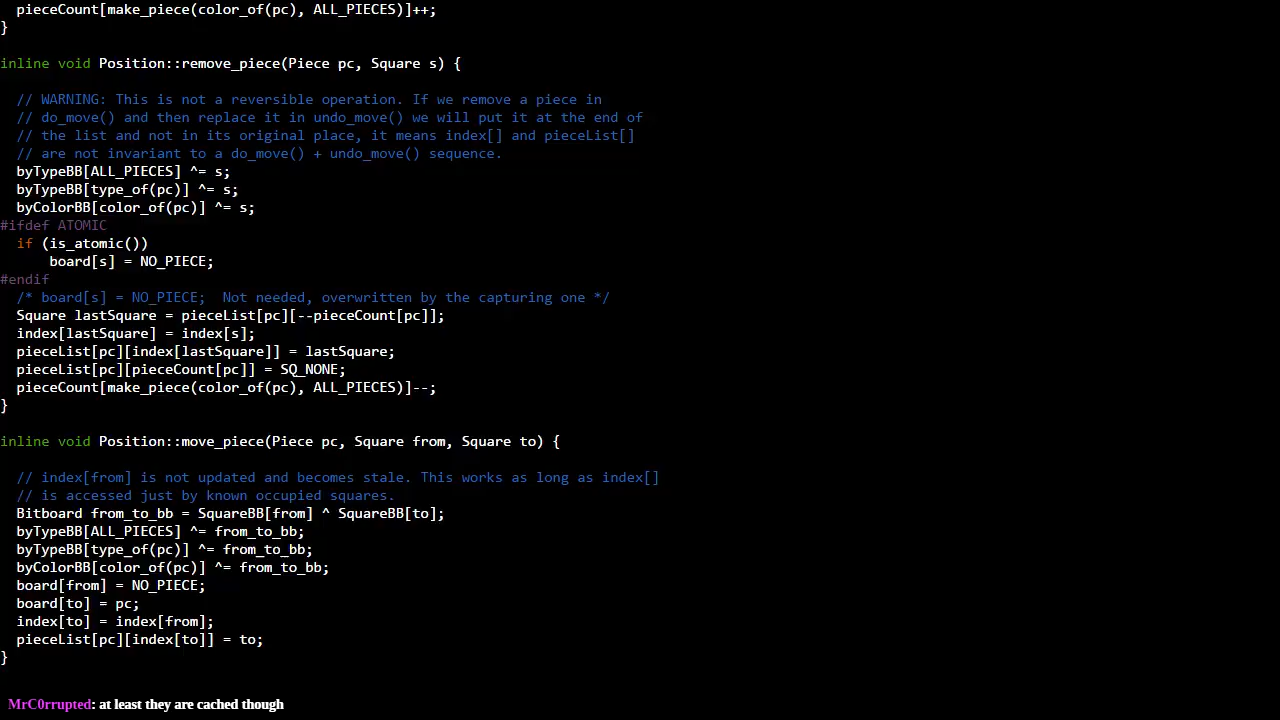 pieceCount[make_piece(color_of(pc), ALL_PIECES)]++;
}
inline void Position::remove_piece(Piece pc, Square s) {
  // WARNING: This is not a reversible operation. If we remove a piece in
  // do_move() and then replace it in undo_move() we will put it at the end of
  // the list and not in its original place, it means index[] and pieceList[]
  // are not invariant to a do_move() + undo_move() sequence.
  byTypeBB[ALL_PIECES] ^= s;
  byTypeBB[type_of(pc)] ^= s;
  byColorBB[color_of(pc)] ^= s;
#ifdef ATOMIC
  if (is_atomic())
      board[s] = NO_PIECE;
#endif
  /* board[s] = NO_PIECE;  Not needed, overwritten by the capturing one */
  Square lastSquare = pieceList[pc][--pieceCount[pc]];
  index[lastSquare] = index[s];
  pieceList[pc][index[lastSquare]] = lastSquare;
  pieceList[pc][pieceCount[pc]] = SQ_NONE;
  pieceCount[make_piece(color_of(pc), ALL_PIECES)]--;
}
inline void Position::move_piece(Piece pc, Square from, Square to) {
  // index[from] is not updated and becomes stale. This works as long as index[]
  // is accessed just by known occupied squares.
  Bitboard from_to_bb = SquareBB[from] ^ SquareBB[to];
  byTypeBB[ALL_PIECES] ^= from_to_bb;
  byTypeBB[type_of(pc)] ^= from_to_bb;
  byColorBB[color_of(pc)] ^= from_to_bb;
  board[from] = NO_PIECE;
  board[to] = pc;
  index[to] = index[from];
  pieceList[pc][index[to]] = to;
}
MrC0rrupted: at least they are cached though